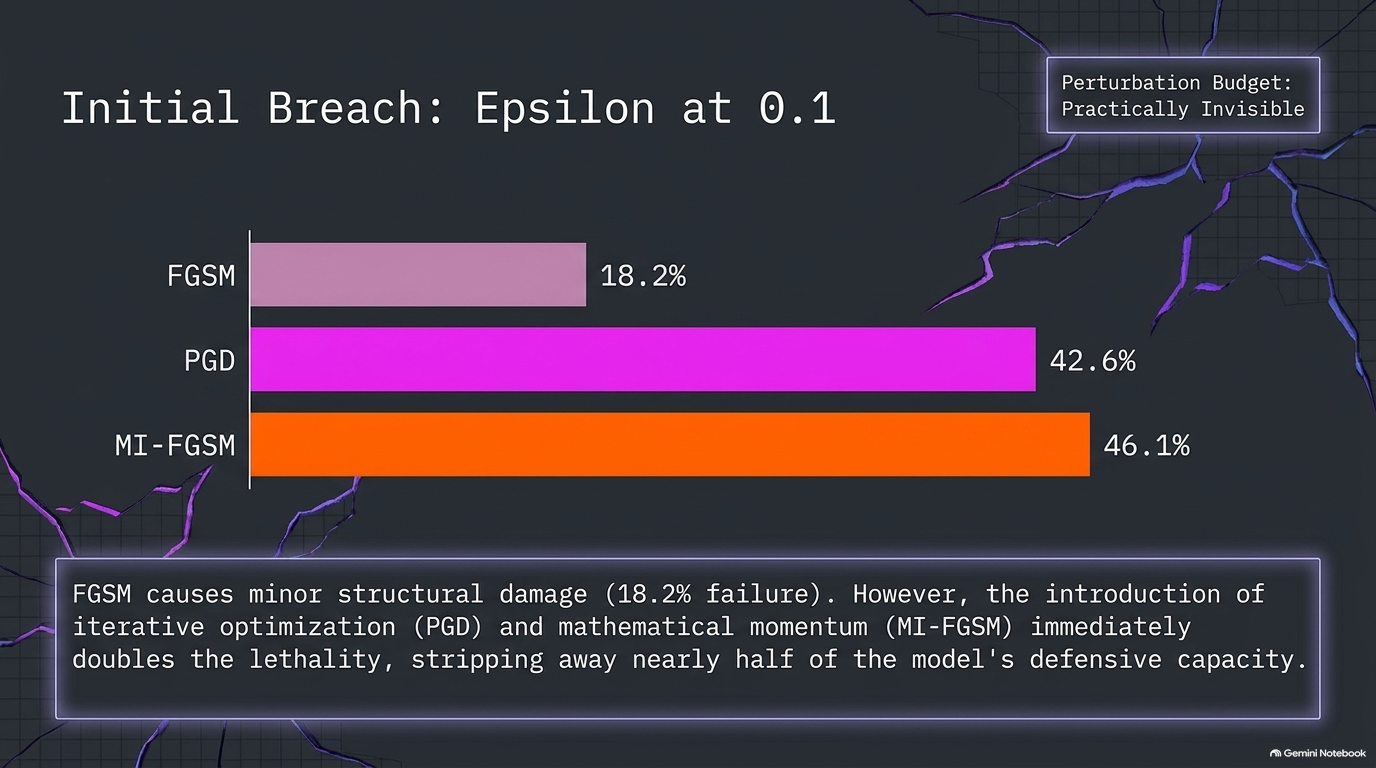 Initial Breach: Epsilon at 0.1
Perturbation Budget:
Practically Invisible
FGSM 18.2%
PGD 42.6%
MI-FGSM 46.1%
FGSM causes minor structural damage (18.2% failure). However, the introduction of
iterative optimization (PGD) and mathematical momentum (MI-FGSM) immediately
doubles the lethality, stripping away nearly half of the model's defensive capacity.
Gemini Notebook